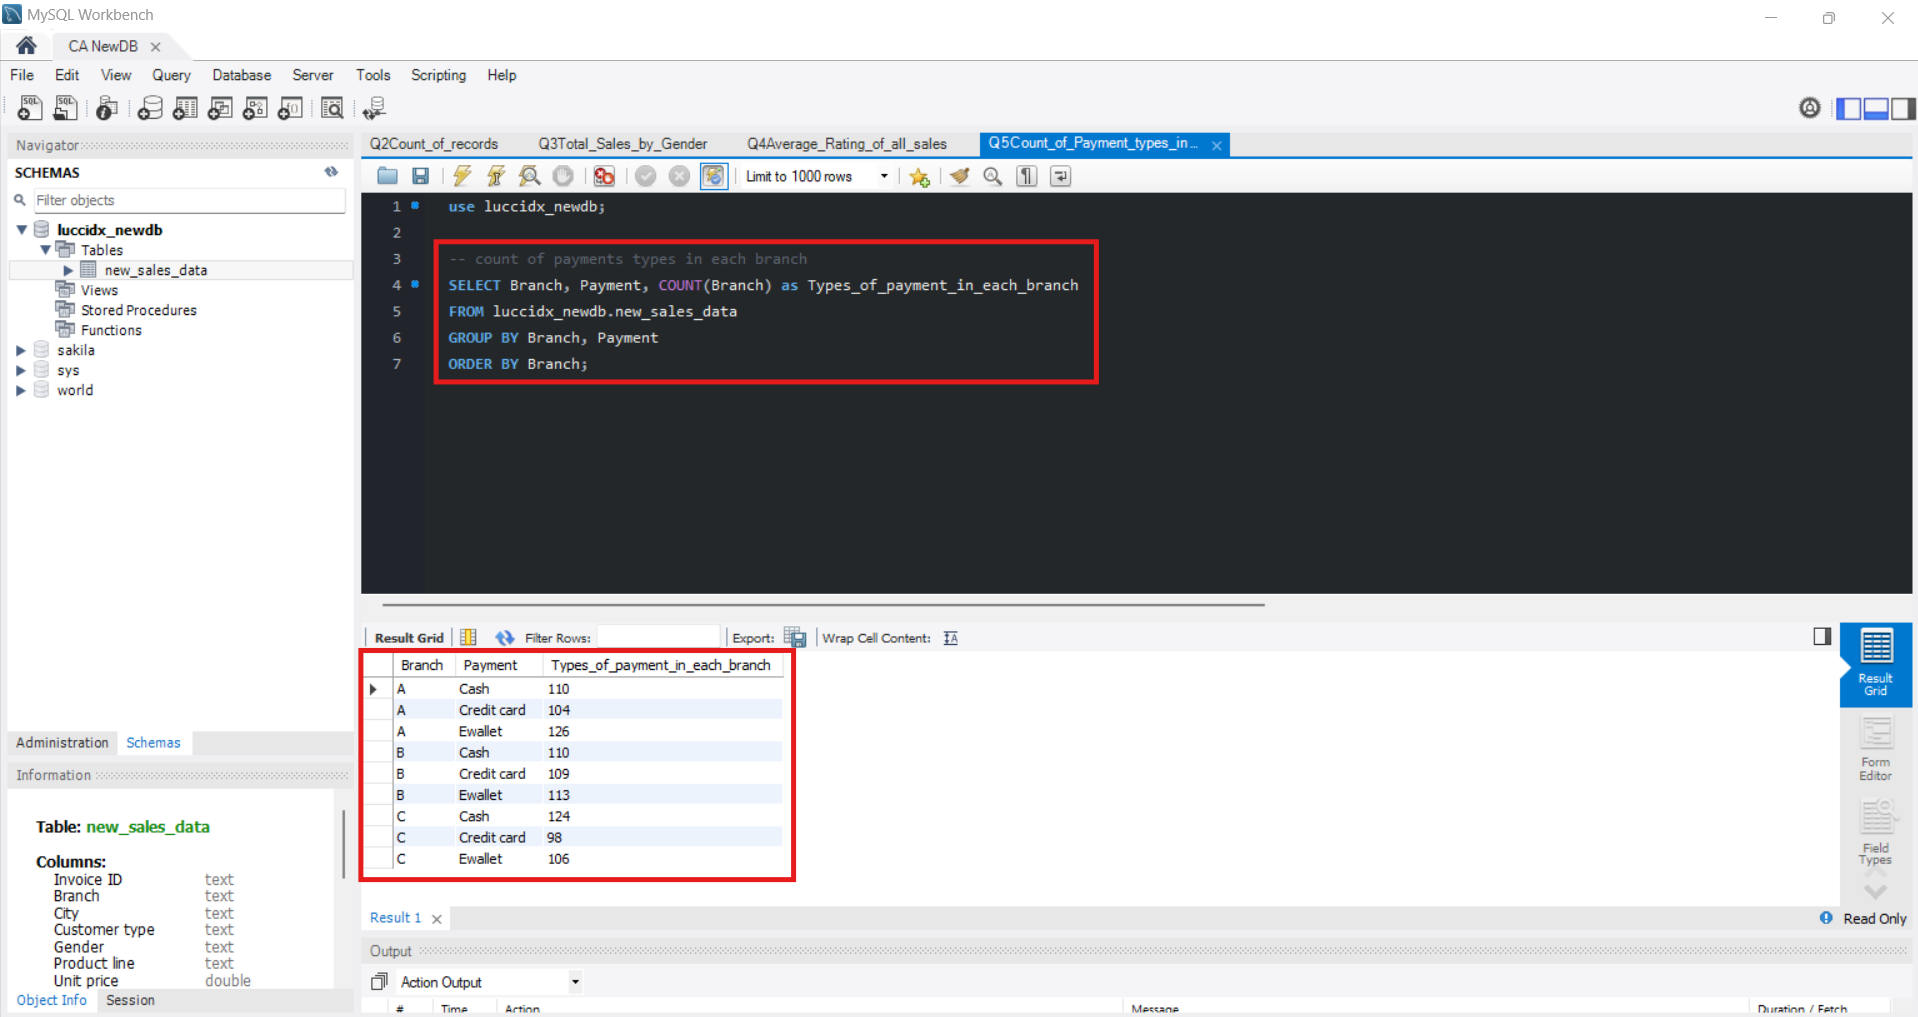 MySQL Workbench
CA NewDB
File Edit View Query Database Server Tools Scripting Help
Navigator
SCHEMAS
Filter objects
luccidx_newdb
Tables
new_sales_data
Views
Stored Procedures
Functions
sakila
sys
world
Administration Schemas
Information
Table: new_sales_data
Columns:
Invoice ID text
Branch text
City text
Customer type text
Gender text
Product line text
Unit price double
Object Info Session
Q2Count_of_records Q3Total_Sales_by_Gender Q4Average_Rating_of_all_sales Q5Count_of_Payment_types_in...
Limit to 1000 rows
1 use luccidx_newdb;
2
3 -- count of payments types in each branch
4 SELECT Branch, Payment, COUNT(Branch) as Types_of_payment_in_each_branch
5 FROM luccidx_newdb.new_sales_data
6 GROUP BY Branch, Payment
7 ORDER BY Branch;
Result Grid Filter Rows: Export: Wrap Cell Content:
Branch Payment Types_of_payment_in_each_branch
A Cash 110
A Credit card 104
A Ewallet 126
B Cash 110
B Credit card 109
B Ewallet 113
C Cash 124
C Credit card 98
C Ewallet 106
Result
Grid
Form
Editor
Field
Types
Result 1
Read Only
Output
Action Output
# Time Action Message Duration / Fetch